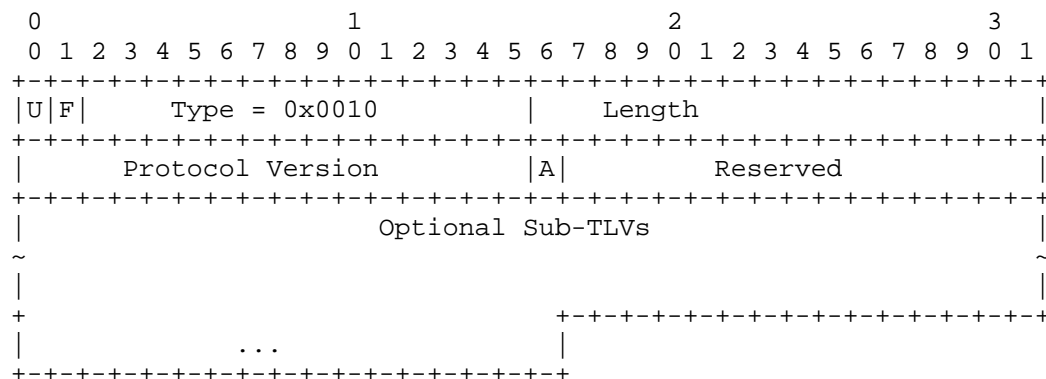 0                   1                   2                   3
0 1 2 3 4 5 6 7 8 9 0 1 2 3 4 5 6 7 8 9 0 1 2 3 4 5 6 7 8 9 0 1
+-+-+-+-+-+-+-+-+-+-+-+-+-+-+-+-+-+-+-+-+-+-+-+-+-+-+-+-+-+-+-+-+
|U|F|     Type = 0x0010         |    Length                     |
+-+-+-+-+-+-+-+-+-+-+-+-+-+-+-+-+-+-+-+-+-+-+-+-+-+-+-+-+-+-+-+-+
|      Protocol Version         |A|         Reserved            |
+-+-+-+-+-+-+-+-+-+-+-+-+-+-+-+-+-+-+-+-+-+-+-+-+-+-+-+-+-+-+-+-+
|                      Optional Sub-TLVs                        |
~                                                               ~
|                                                               |
+                                 +-+-+-+-+-+-+-+-+-+-+-+-+-+-+-+
|             ...                 |
+-+-+-+-+-+-+-+-+-+-+-+-+-+-+-+-+-+